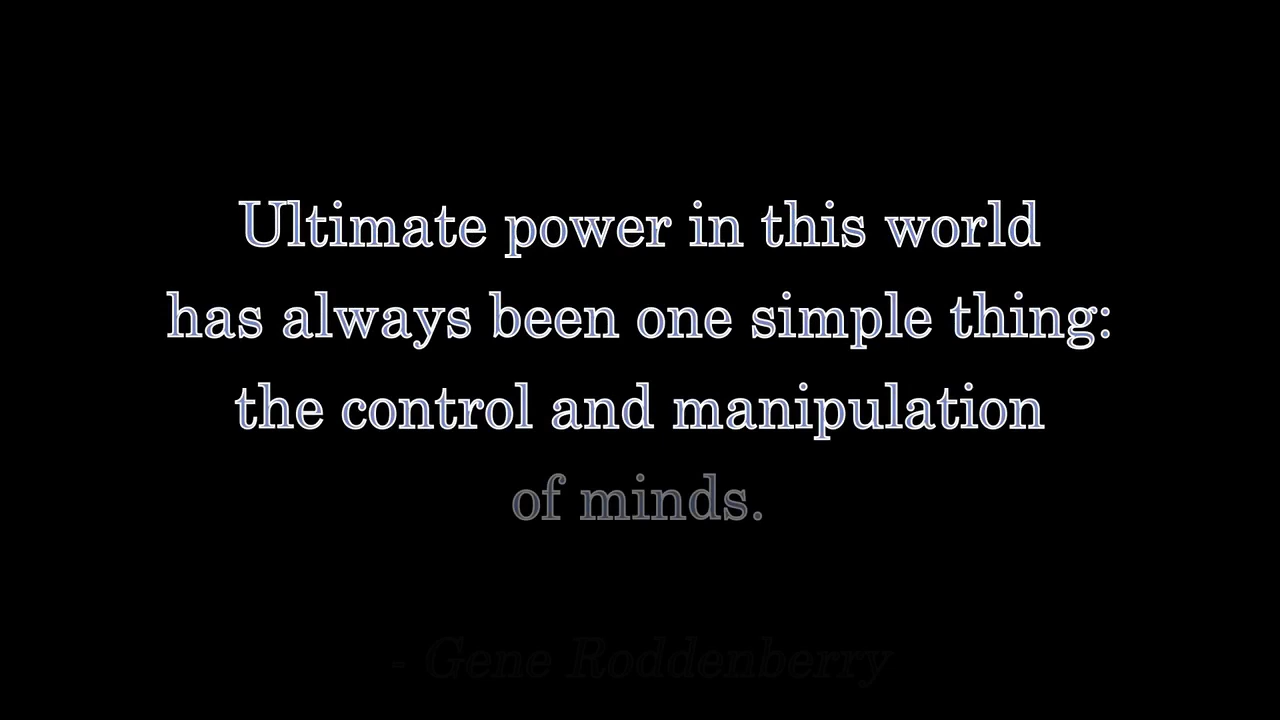 Ultimate power in this world
has always been one simple thing:
the control and manipulation
of minds.
- Gene Roddenberry